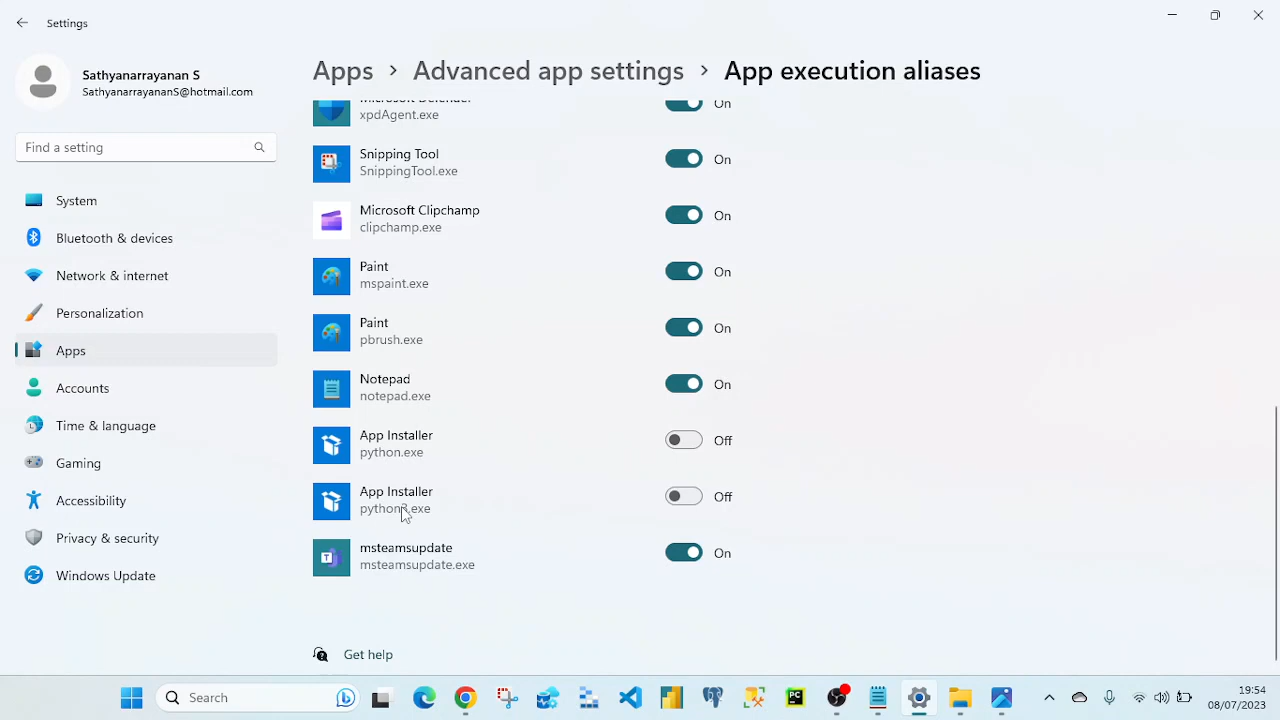 Settings
Sathyanarrayanan S
SathyanarrayananS@hotmail.com
Find a setting
System
Bluetooth & devices
Network & internet
Personalization
Apps
Accounts
Time & language
Gaming
Accessibility
Privacy & security
Windows Update
Apps > Advanced app settings > App execution aliases
Microsoft Defender
xpdAgent.exe
On
Snipping Tool
SnippingTool.exe
On
Microsoft Clipchamp
clipchamp.exe
On
Paint
mspaint.exe
On
Paint
pbrush.exe
On
Notepad
notepad.exe
On
App Installer
python.exe
Off
App Installer
Off
msteamsupdate
msteamsupdate.exe
On
Get help
Search
19:54
08/07/2023